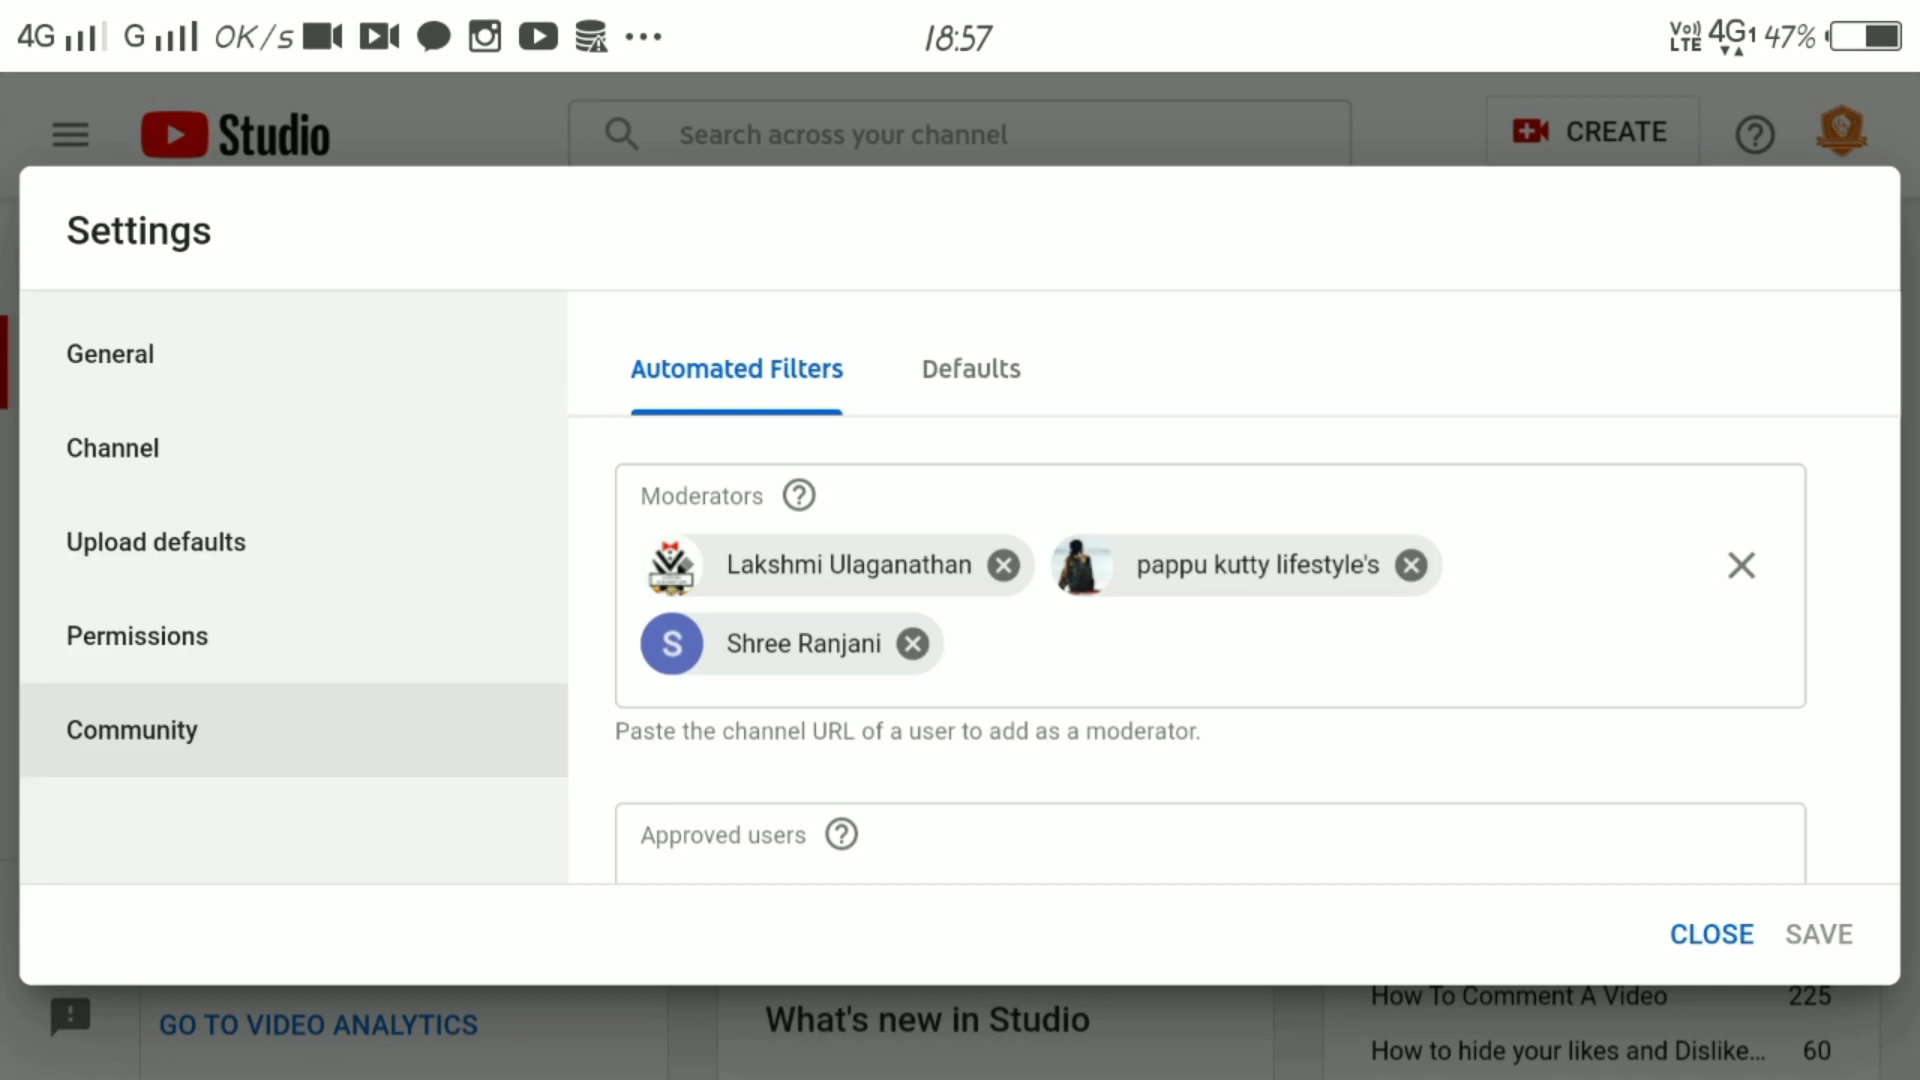 4G G 0K/s 18:57 VoLTE 4G1 47%
Studio Search across your channel CREATE
Settings
General
Channel
Upload defaults
Permissions
Community
Automated Filters Defaults
Moderators
Lakshmi Ulaganathan pappu kutty lifestyle's
S Shree Ranjani
Paste the channel URL of a user to add as a moderator.
Approved users
CLOSE SAVE
GO TO VIDEO ANALYTICS
What's new in Studio
How To Comment A Video 225
How to hide your likes and Dislike... 60